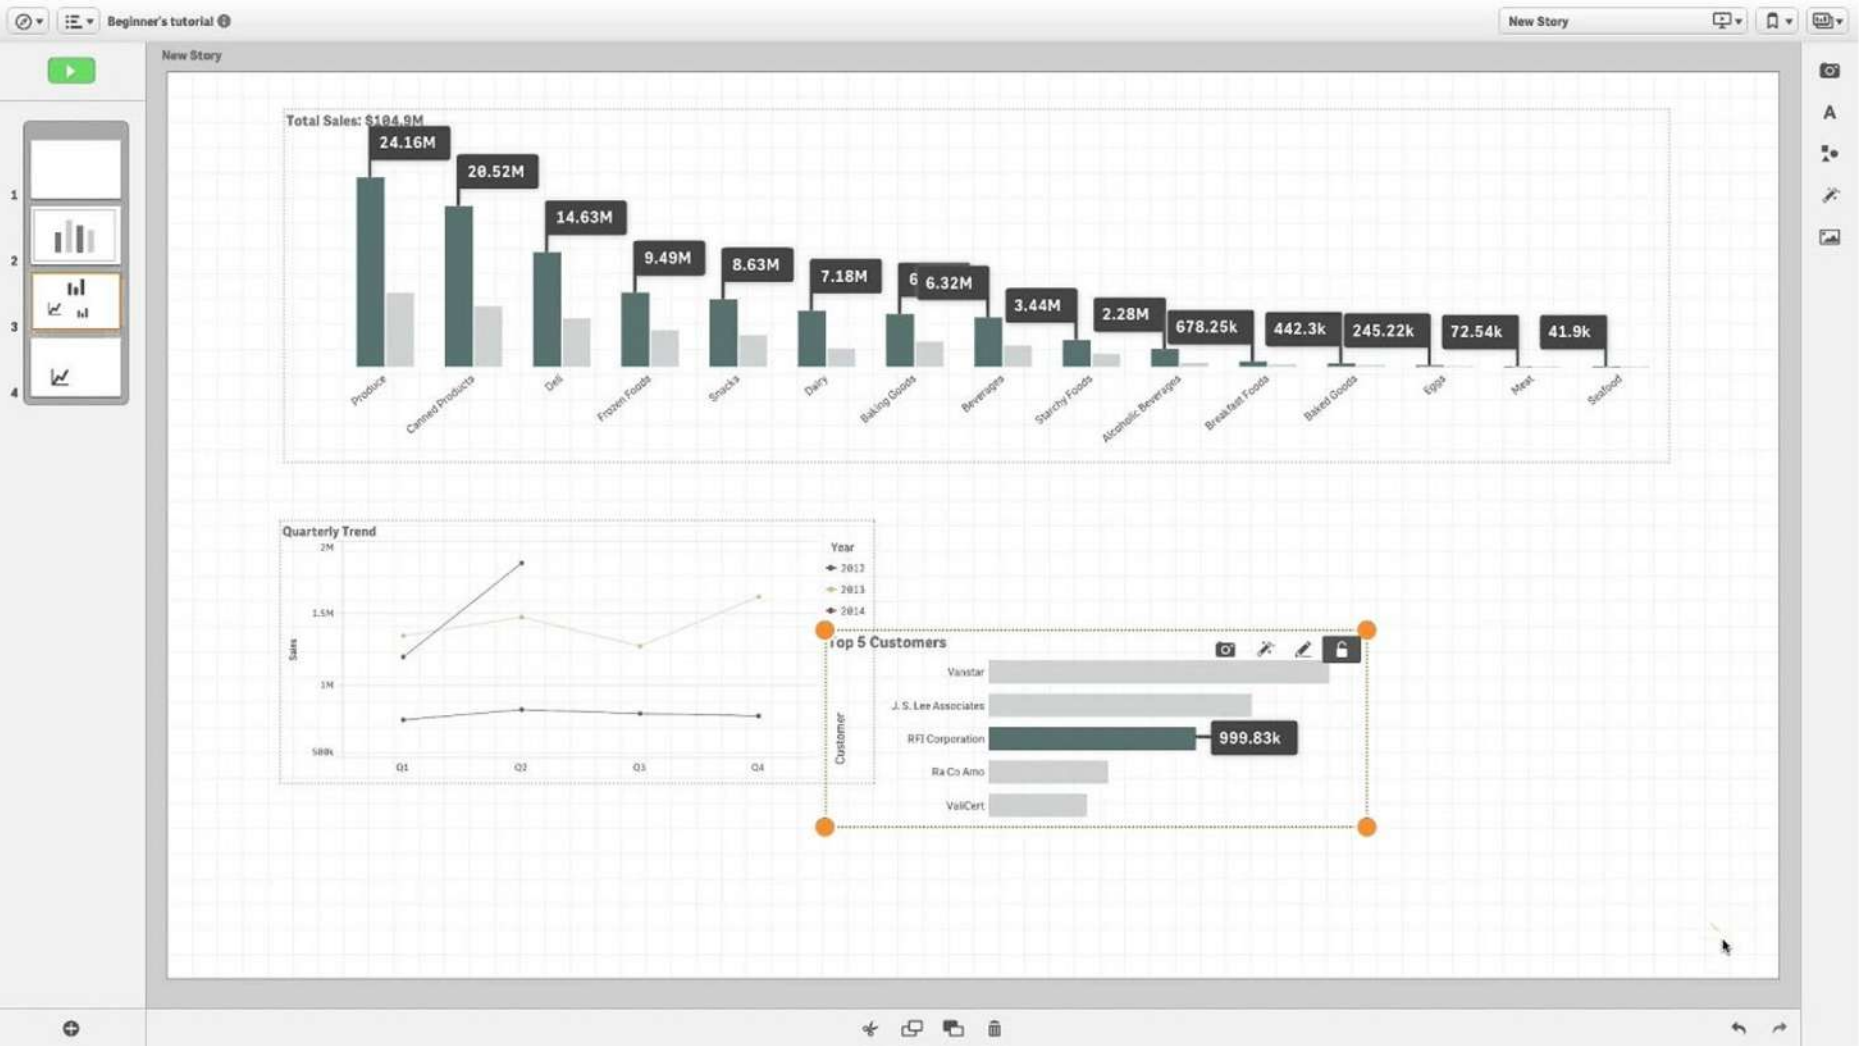 Beginner's tutorial
New Story
New Story
1
2
3
4
Total Sales: $104.9M
24.16M
20.52M
14.63M
9.49M
8.63M
7.18M
6.32M
3.44M
2.28M
678.25k
442.3k
245.22k
72.54k
41.9k
Produce
Canned Products
Deli
Frozen Foods
Snacks
Dairy
Baking Goods
Beverages
Starchy Foods
Alcoholic Beverages
Breakfast Foods
Baked Goods
Eggs
Meat
Seafood
Quarterly Trend
2M
1.5M
1M
500k
Sales
Q1
Q2
Q3
Q4
Year
2012
2013
2014
Top 5 Customers
Customer
Vanstar
J. S. Lee Associates
RFI Corporation
999.83k
Ra Co Amo
ValiCert